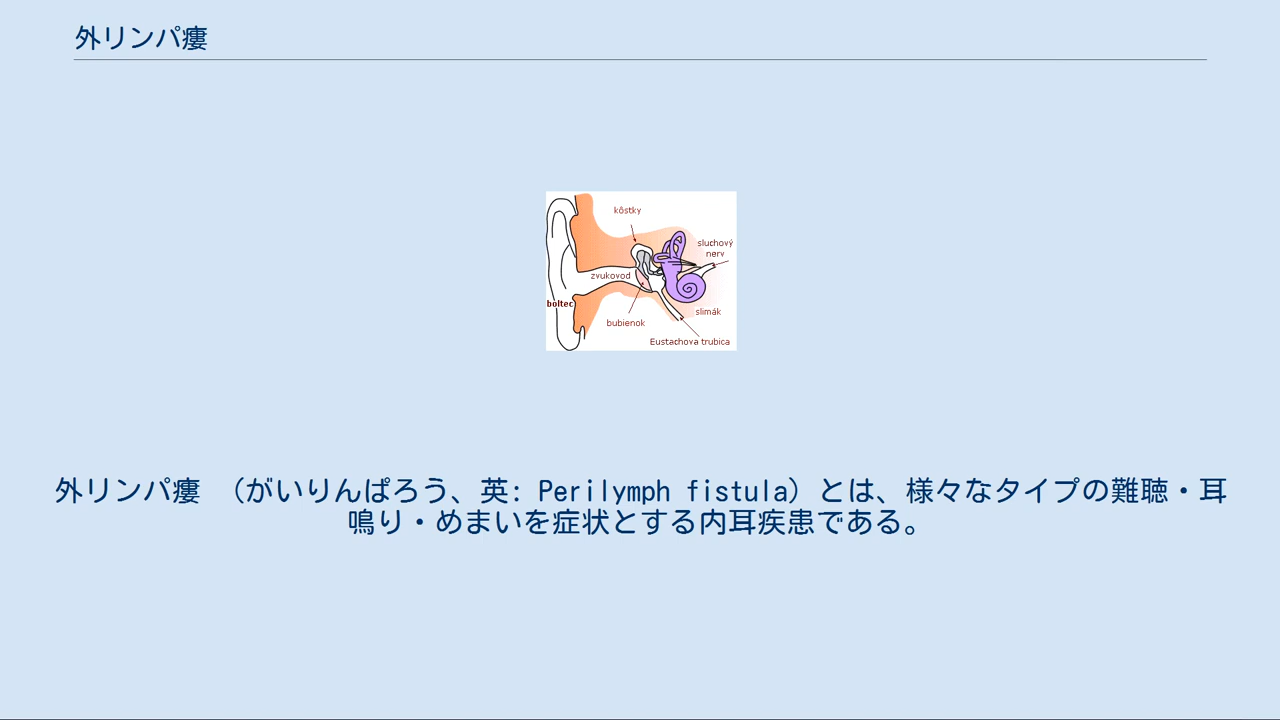 外リンパ瘻
kôstky
sluchový
nerv
zvukovod
boltec
slimák
bubienok
Eustachova trubica
外リンパ瘻 （がいりんぱろう、英: Perilymph fistula）とは、様々なタイプの難聴・耳
鳴り・めまいを症状とする内耳疾患である。